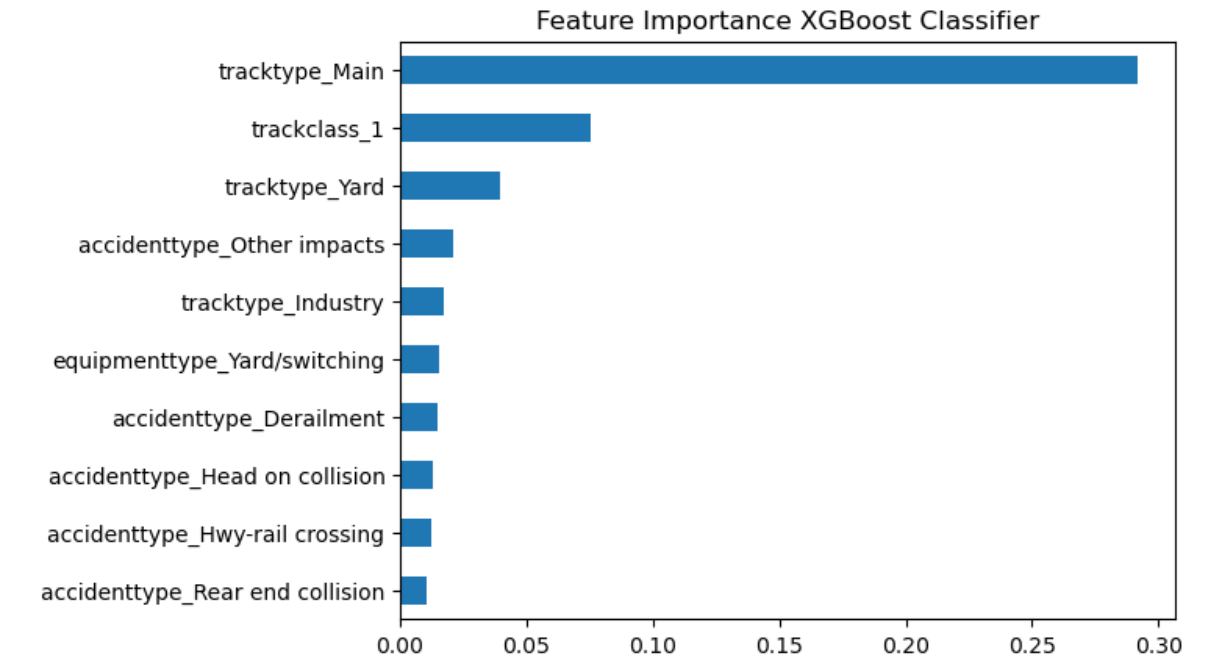 Feature Importance XGBoost Classifier
tracktype_Main
trackclass_1
tracktype_Yard
accidenttype_Other impacts
tracktype_Industry
equipmenttype_Yard/switching
accidenttype_Derailment
accidenttype_Head on collision
accidenttype_Hwy-rail crossing
accidenttype_Rear end collision
0.00 0.05 0.10 0.15 0.20 0.25 0.30